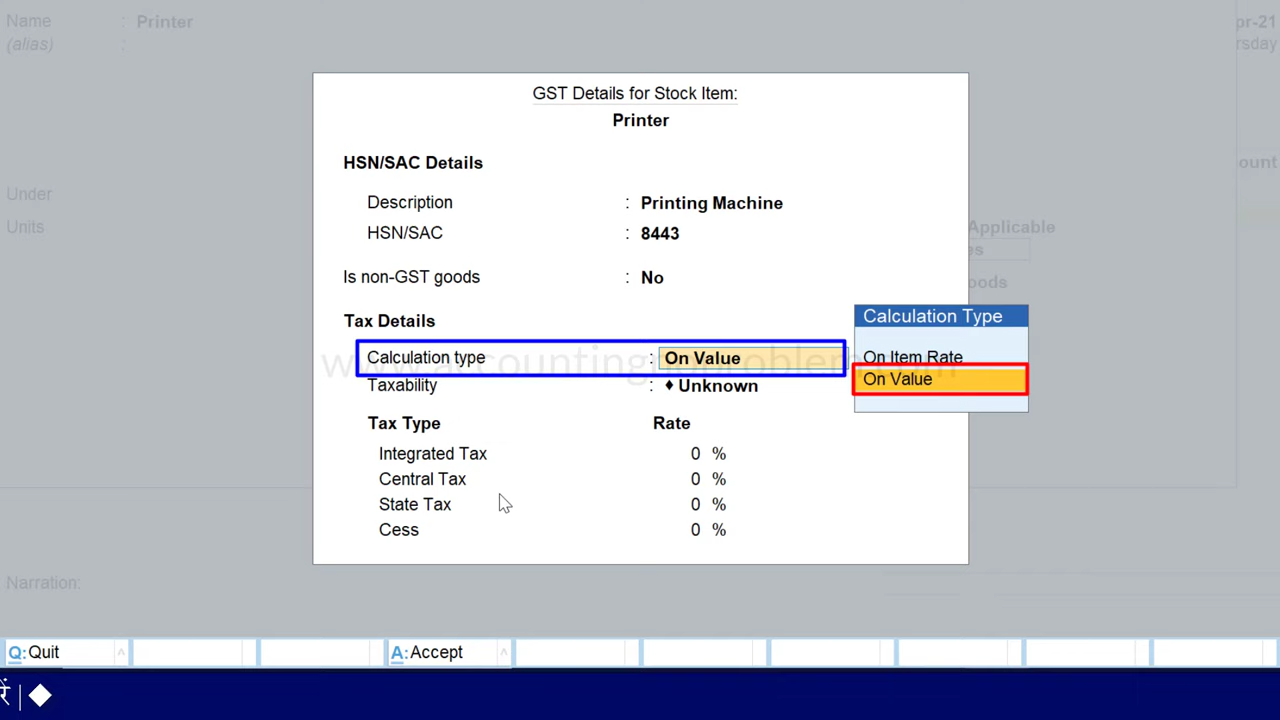 Name : Printer
pr-21
(alias) :
rsday
GST Details for Stock Item:
Printer
HSN/SAC Details
ount
Under
Description : Printing Machine
Units
Applicable
HSN/SAC : 8443
es
Is non-GST goods : No
oods
Tax Details
Calculation Type
Calculation type : On Value
On Item Rate
On Value
Taxability : ♦ Unknown
Tax Type Rate
Integrated Tax 0 %
Central Tax 0 %
State Tax 0 %
Cess 0 %
Narration:
Q:Quit ^
A:Accept ^
रें